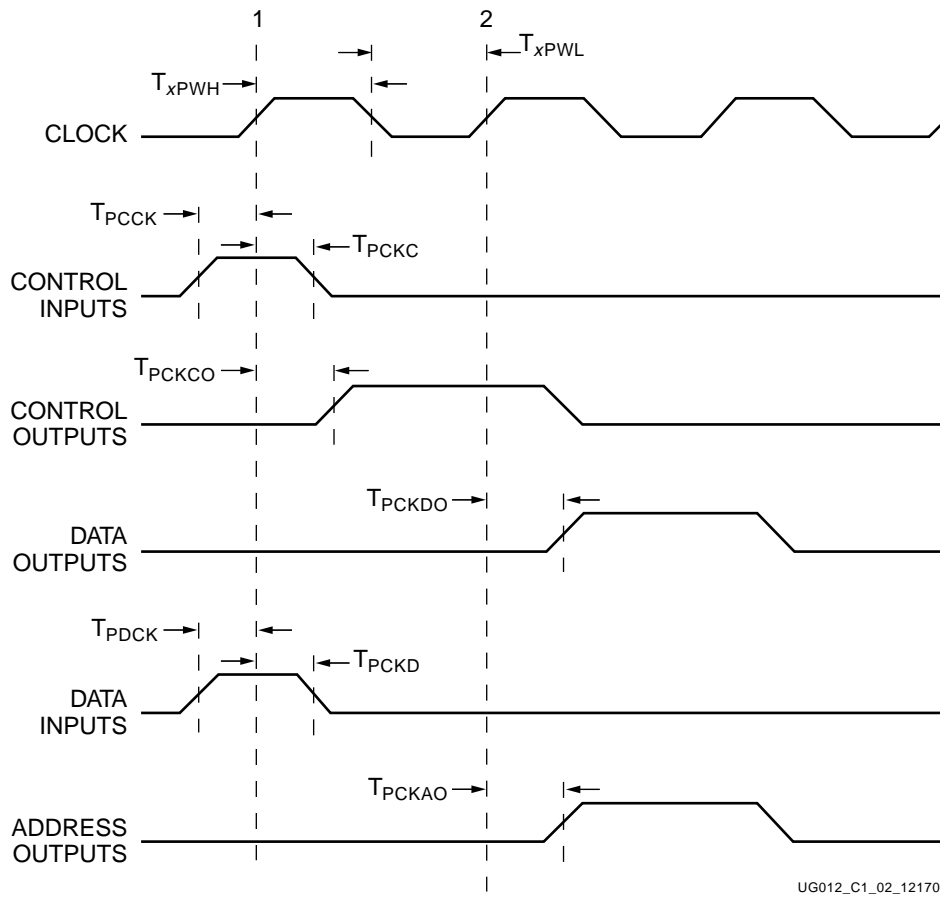 1 2
TxPWL
TxPWH
CLOCK
TPCCK
TPCKC
CONTROL
INPUTS
TPCKCO
CONTROL
OUTPUTS
TPCKDO
DATA
OUTPUTS
TPDCK
TPCKD
DATA
INPUTS
TPCKAO
ADDRESS
OUTPUTS
UG012_C1_02_12170